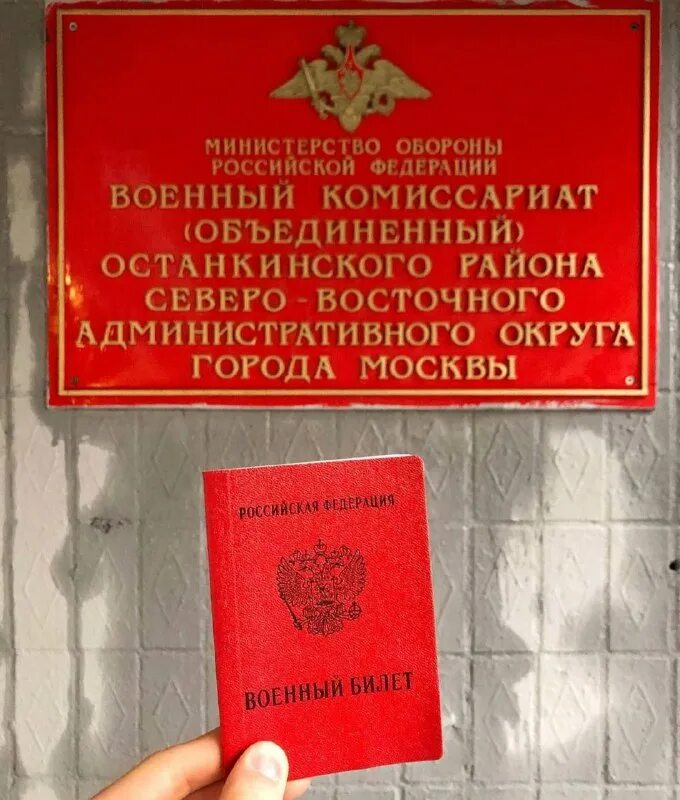 МИНИСТЕРСТВО ОБОРОНЫ
РОССИЙСКОЙ ФЕДЕРАЦИИ
ВОЕННЫЙ КОМИССАРИАТ
(ОБЪЕДИНЕННЫЙ)
ОСТАНКИНСКОГО РАЙОНА
СЕВЕРО-ВОСТОЧНОГО
АДМИНИСТРАТИВНОГО ОКРУГА
ГОРОДА МОСКВЫ
РОССИЙСКАЯ ФЕДЕРАЦИЯ
ВОЕННЫЙ БИЛЕТ